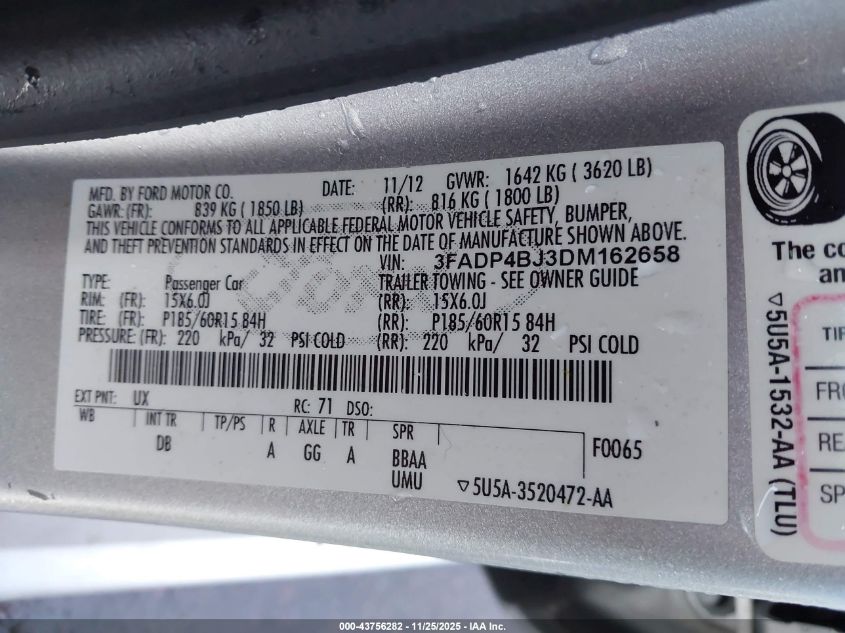 MFD. BY FORD MOTOR CO.
DATE: 11/12 GVWR: 1642 KG ( 3620 LB)
GAWR: (FR): 839 KG ( 1850 LB) (RR): 816 KG ( 1800 LB)
THIS VEHICLE CONFORMS TO ALL APPLICABLE FEDERAL MOTOR VEHICLE SAFETY, BUMPER,
AND THEFT PREVENTION STANDARDS IN EFFECT ON THE DATE OF MANUFACTURE SHOWN ABOVE.
VIN: 3FADP4BJ3DM162658
TYPE: Passenger Car TRAILER TOWING - SEE OWNER GUIDE
RIM: (FR): 15X6.0J (RR): 15X6.0J
TIRE: (FR): P185/60R15 84H (RR): P185/60R15 84H
PRESSURE: (FR): 220 kPa/ 32 PSI COLD (RR): 220 kPa/ 32 PSI COLD
EXT PNT: UX RC: 71 DSO:
WB INT TR TP/PS R AXLE TR SPR
DB A GG A BBAA F0065
UMU ▽5U5A-3520472-AA
The co
an
▽5U5A-1532-AA (TLU)
TIR
FRO
REA
SP
000-43756282 - 11/25/2025 - IAA Inc.